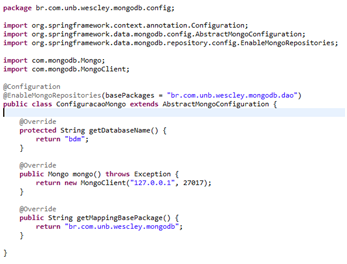 package br.com.unb.wescley.mongodb.config;
import org.springframework.context.annotation.Configuration;
import org.springframework.data.mongodb.config.AbstractMongoConfiguration;
import org.springframework.data.mongodb.repository.config.EnableMongoRepositories;
import com.mongodb.Mongo;
import com.mongodb.MongoClient;
@Configuration
@EnableMongoRepositories(basePackages = "br.com.unb.wescley.mongodb.dao")
public class ConfiguracaoMongo extends AbstractMongoConfiguration {
@Override
protected String getDatabaseName() {
return "bdm";
}
@Override
public Mongo mongo() throws Exception {
return new MongoClient("127.0.0.1", 27017);
}
@Override
public String getMappingBasePackage() {
return "br.com.unb.wescley.mongodb";
}
}